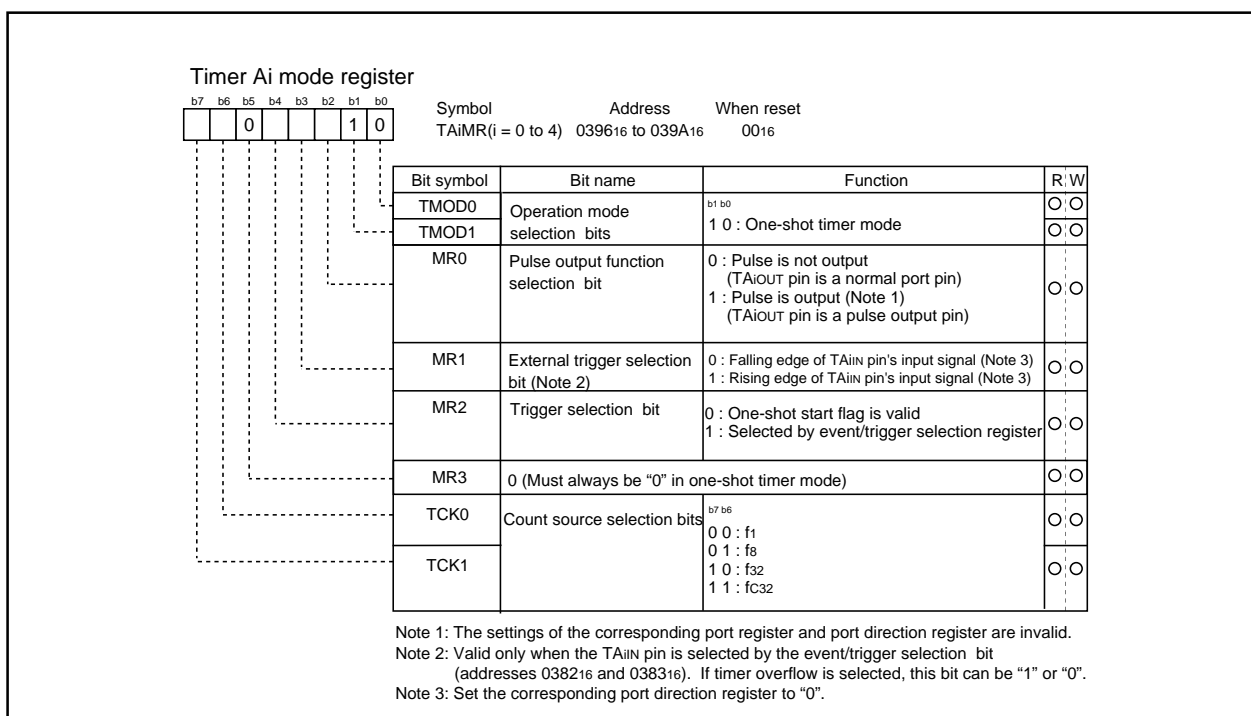 Timer Ai mode register
b7 b6 b5 b4 b3 b2 b1 b0
0 1 0
Symbol Address When reset
TAiMR(i = 0 to 4) 039616 to 039A16 0016
Bit symbol Bit name Function R W
TMOD0 Operation mode selection bits b1 b0
TMOD1 1 0 : One-shot timer mode
MR0 Pulse output function 0 : Pulse is not output
selection bit (TAiOUT pin is a normal port pin)
1 : Pulse is output (Note 1)
(TAiOUT pin is a pulse output pin)
MR1 External trigger selection 0 : Falling edge of TAiIN pin's input signal (Note 3)
bit (Note 2) 1 : Rising edge of TAiIN pin's input signal (Note 3)
MR2 Trigger selection bit 0 : One-shot start flag is valid
1 : Selected by event/trigger selection register
MR3 0 (Must always be “0” in one-shot timer mode)
TCK0 Count source selection bits b7 b6
0 0 : f1
0 1 : f8
TCK1 1 0 : f32
1 1 : fC32
Note 1: The settings of the corresponding port register and port direction register are invalid.
Note 2: Valid only when the TAiIN pin is selected by the event/trigger selection bit
(addresses 038216 and 038316). If timer overflow is selected, this bit can be “1” or “0”.
Note 3: Set the corresponding port direction register to “0”.